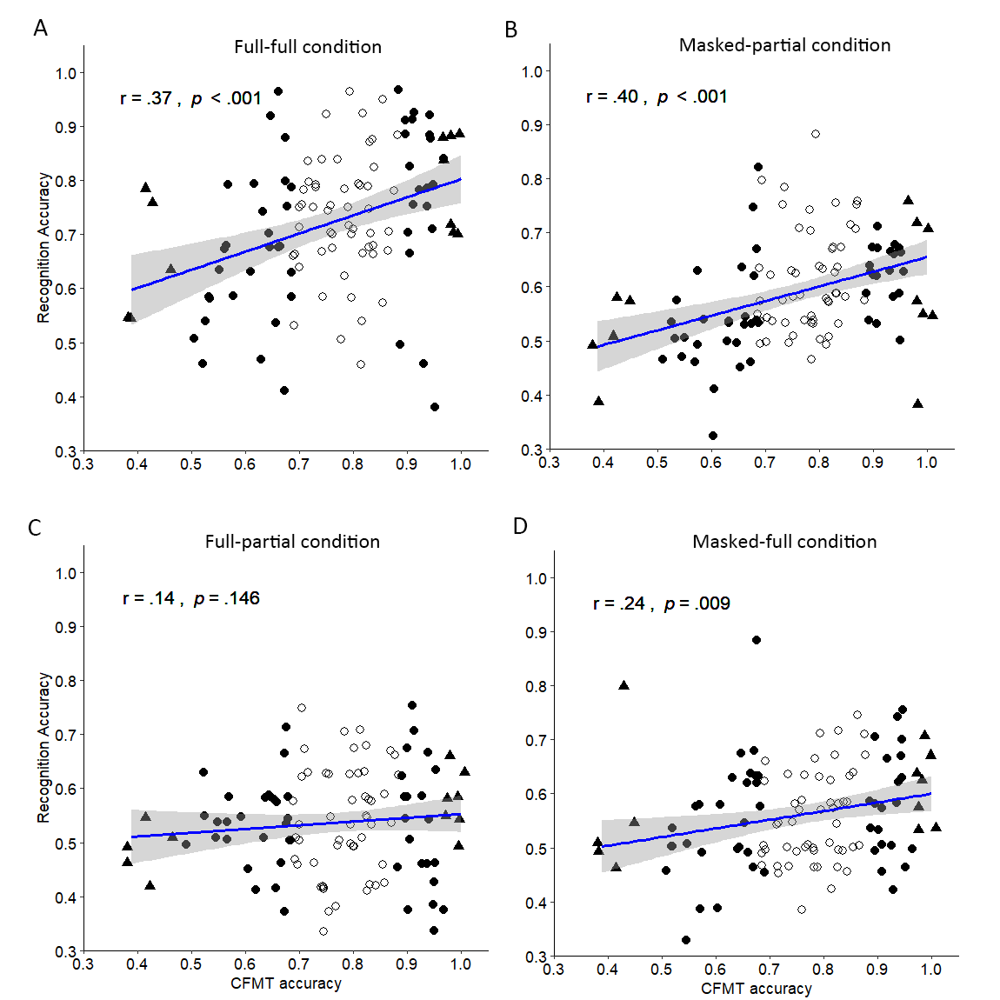 A
Full-full condition
r = .37 , p < .001
Recognition Accuracy
1.0
0.9
0.8
0.7
0.6
0.5
0.4
0.3
0.3 0.4 0.5 0.6 0.7 0.8 0.9 1.0
B
Masked-partial condition
r = .40 , p < .001
1.0
0.9
0.8
0.7
0.6
0.5
0.4
0.3
0.3 0.4 0.5 0.6 0.7 0.8 0.9 1.0
C
Full-partial condition
r = .14 , p = .146
Recognition Accuracy
1.0
0.9
0.8
0.7
0.6
0.5
0.4
0.3
0.3 0.4 0.5 0.6 0.7 0.8 0.9 1.0
CFMT accuracy
D
Masked-full condition
r = .24 , p = .009
1.0
0.9
0.8
0.7
0.6
0.5
0.4
0.3
0.3 0.4 0.5 0.6 0.7 0.8 0.9 1.0
CFMT accuracy